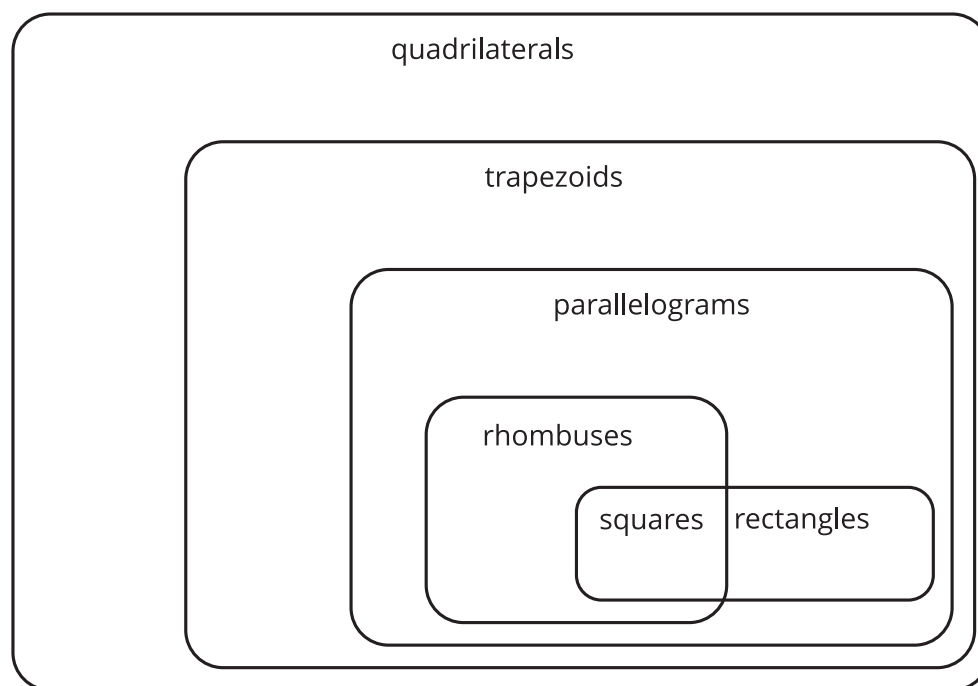 quadrilaterals
trapezoids
parallelograms
rhombuses
squares
rectangles